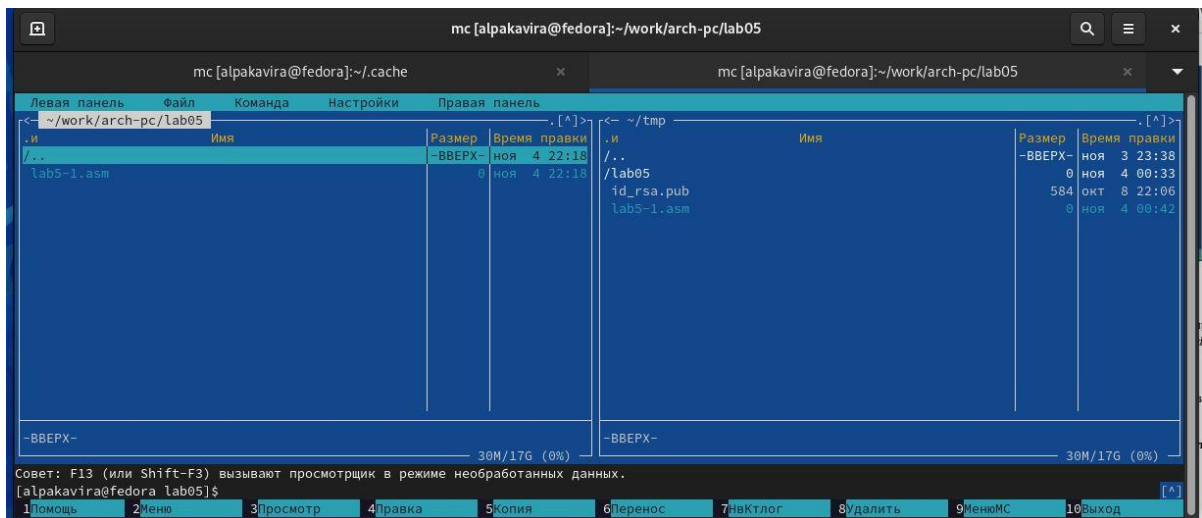 mc [alpakavira@fedora]:~/work/arch-pc/lab05
mc [alpakavira@fedora]:~/.cache mc [alpakavira@fedora]:~/work/arch-pc/lab05
Левая панель Файл Команда Настройки Правая панель
<— ~/work/arch-pc/lab05 .[^]> <— ~/tmp .[^]>
.и Имя Размер Время правки .и Имя Размер Время правки
/.. -ВВЕРХ- ноя 4 22:18 /.. -ВВЕРХ- ноя 3 23:38
lab5-1.asm 0 ноя 4 22:18 /lab05 0 ноя 4 00:33
id_rsa.pub 584 окт 8 22:06
lab5-1.asm 0 ноя 4 00:42
-ВВЕРХ- -ВВЕРХ-
30M/17G (0%) 30M/17G (0%)
Совет: F13 (или Shift-F3) вызывают просмотрщик в режиме необработанных данных.
[alpakavira@fedora lab05]$ [^]
1Помощь 2Меню 3Просмотр 4Правка 5Копия 6Перенос 7НвКтлог 8Удалить 9МенюМС 10Выход